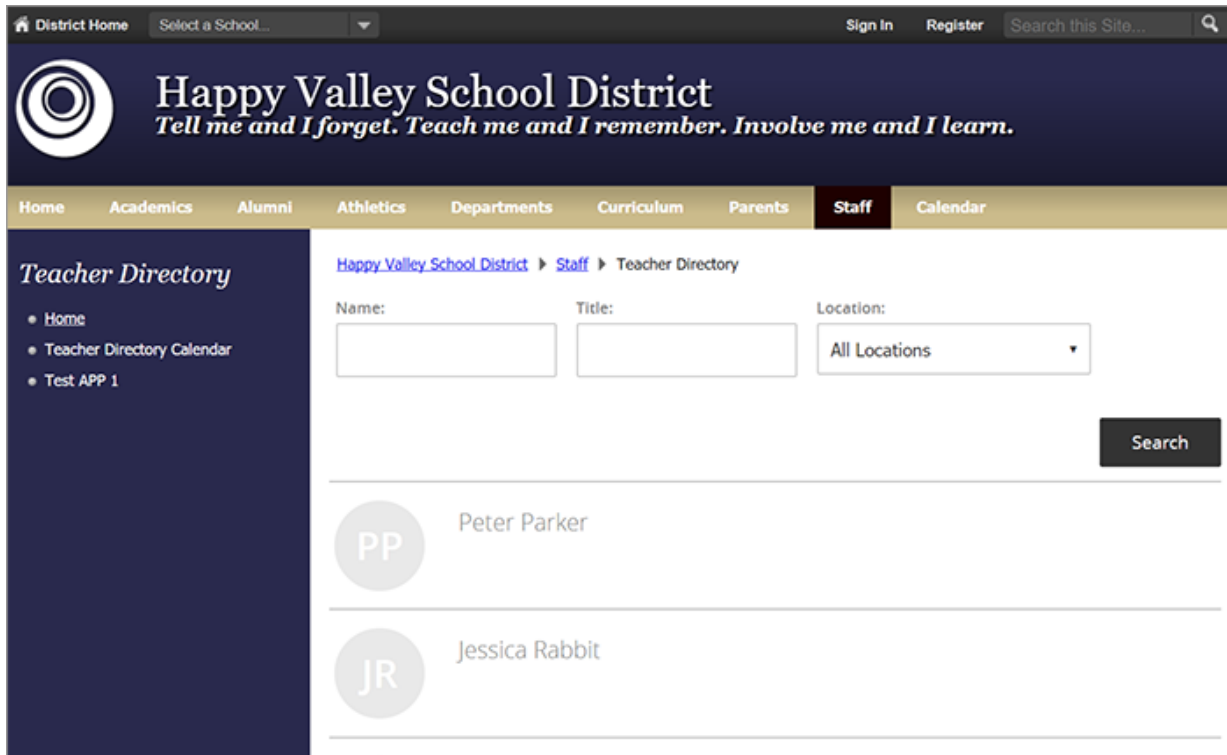 District Home Select a School... Sign In Register Search this Site...
Happy Valley School District
Tell me and I forget. Teach me and I remember. Involve me and I learn.
Home Academics Alumni Athletics Departments Curriculum Parents Staff Calendar
Teacher Directory
Home
Teacher Directory Calendar
Test APP 1
Happy Valley School District Staff Teacher Directory
Name: Title: Location:
All Locations
Search
PP Peter Parker
JR Jessica Rabbit